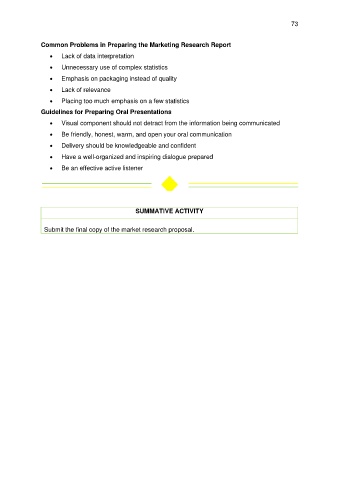 73
Common Problems in Preparing the Marketing Research Report
• Lack of data interpretation
• Unnecessary use of complex statistics
• Emphasis on packaging instead of quality
• Lack of relevance
• Placing too much emphasis on a few statistics
Guidelines for Preparing Oral Presentations
• Visual component should not detract from the information being communicated
• Be friendly, honest, warm, and open your oral communication
• Delivery should be knowledgeable and confident
• Have a well-organized and inspiring dialogue prepared
• Be an effective active listener
SUMMATIVE ACTIVITY
Submit the final copy of the market research proposal.